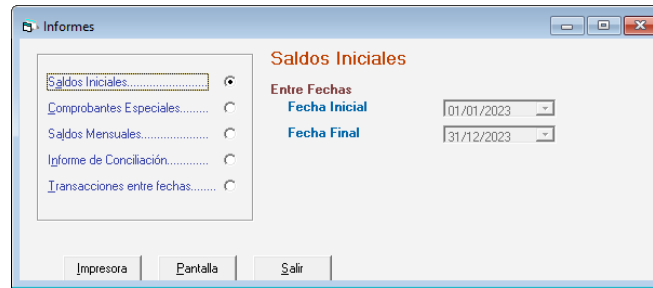 Informes
Saldos Iniciales.......................
Comprobantes Especiales.........
Saldos Mensuales....................
Informe de Conciliación.............
Transacciones entre fechas........
Saldos Iniciales
Entre Fechas
Fecha Inicial 01/01/2023
Fecha Final 31/12/2023
Impresora Pantalla Salir